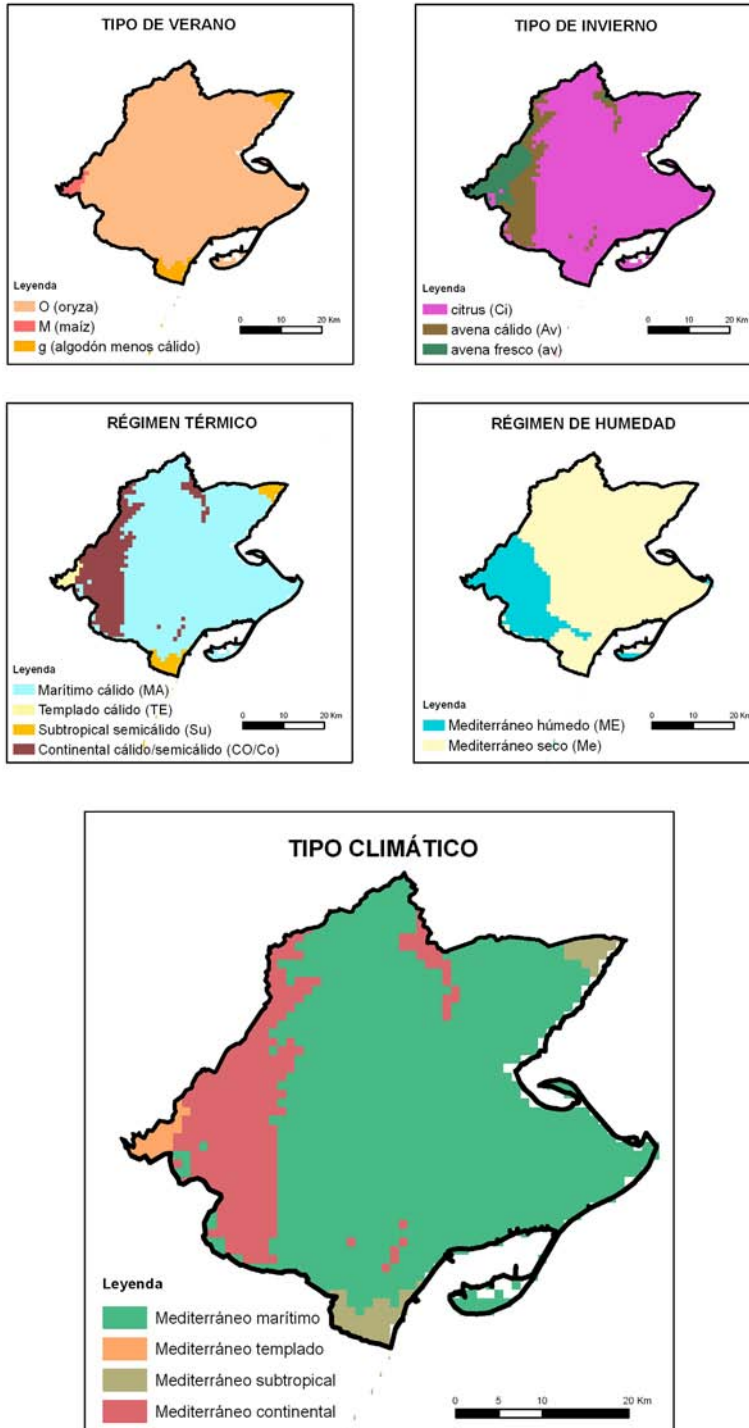 TIPO DE VERANO
Leyenda
O (oryza)
M (maíz)
g (algodón menos cálido)
0 10 20 Km
TIPO DE INVIERNO
Leyenda
citrus (Ci)
avena cálido (Av)
avena fresco (av)
0 10 20 Km
RÉGIMEN TÉRMICO
Leyenda
Marítimo cálido (MA)
Templado cálido (TE)
Subtropical semicálido (Su)
Continental cálido/semicálido (CO/Co)
0 10 20 Km
RÉGIMEN DE HUMEDAD
Leyenda
Mediterráneo húmedo (ME)
Mediterráneo seco (Me)
0 10 20 Km
TIPO CLIMÁTICO
Leyenda
Mediterráneo marítimo
Mediterráneo templado
Mediterráneo subtropical
Mediterráneo continental
0 5 10 20 Km